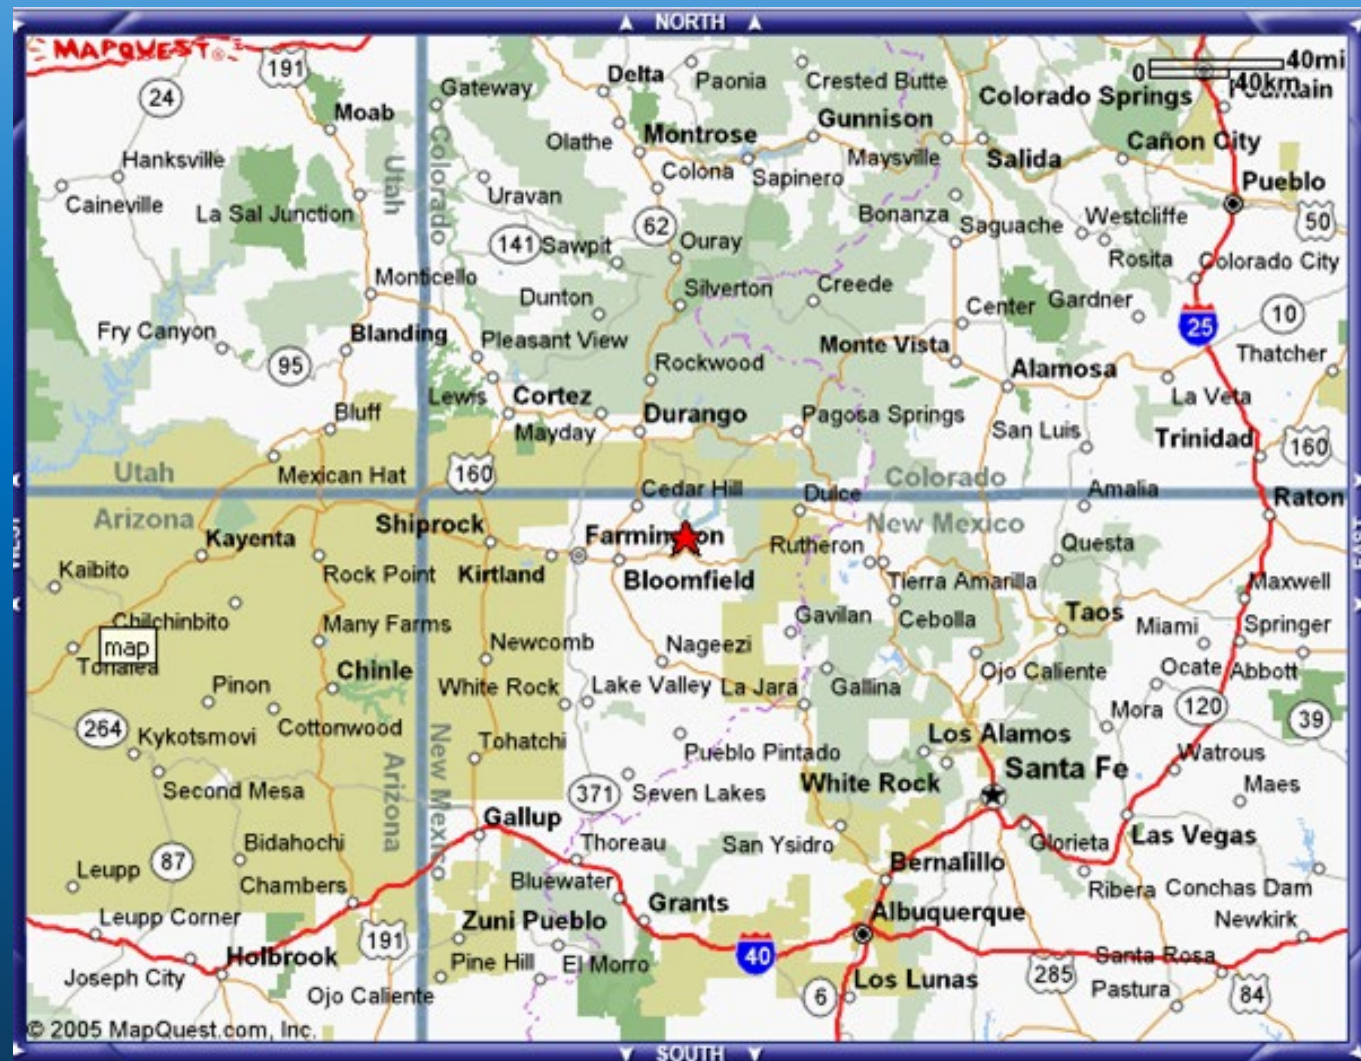 NORTH
MAPQUEST®
191
24
Moab
Gateway
Delta
Paonia
Crested Butte
0
40mi
40km
Colorado Springs
Hanksville
Caineville
Olathe
Montrose
Gunnison
Maysville
Salida
Cañon City
Colona
Sapinero
Utah
Colorado
Uravan
Pueblo
La Sal Junction
Bonanza
Saguache
Westcliffe
50
62
141
Sawpit
Ouray
Rosita
Colorado City
Monticello
Dunton
Silverton
Creede
Center
Gardner
10
25
Fry Canyon
Blanding
Pleasant View
Monte Vista
Thatcher
95
Rockwood
Alamosa
La Veta
Lewis
Cortez
Bluff
Mayday
Durango
Pagosa Springs
San Luis
Trinidad
160
Utah
Mexican Hat
160
Colorado
Cedar Hill
Dulce
Amalia
Raton
Arizona
Shiprock
New Mexico
WEST
EAST
Kayenta
Farmington
Rutheron
Questa
Kaibito
Rock Point
Kirtland
Bloomfield
Tierra Amarilla
Maxwell
Chilchinbito
Many Farms
Gavilan
Cebolla
Taos
Miami
Springer
map
Tonalea
Newcomb
Nageezi
Chinle
Ojo Caliente
Ocate
Abbott
Pinon
White Rock
Lake Valley
La Jara
Gallina
264
Cottonwood
Mora
120
39
Kykotsmovi
Arizona
New Mexico
Tohatchi
Pueblo Pintado
Los Alamos
Watrous
White Rock
Santa Fe
Second Mesa
371
Seven Lakes
Maes
Gallup
Bidahochi
Thoreau
San Ysidro
Glorieta
Las Vegas
87
Leupp
Chambers
Bluewater
Bernalillo
Ribera
Conchas Dam
Leupp Corner
Zuni Pueblo
Grants
Albuquerque
Newkirk
191
Holbrook
40
Santa Rosa
Joseph City
Pine Hill
El Morro
285
Ojo Caliente
6
Los Lunas
Pastura
84
© 2005 MapQuest.com, Inc.
SOUTH